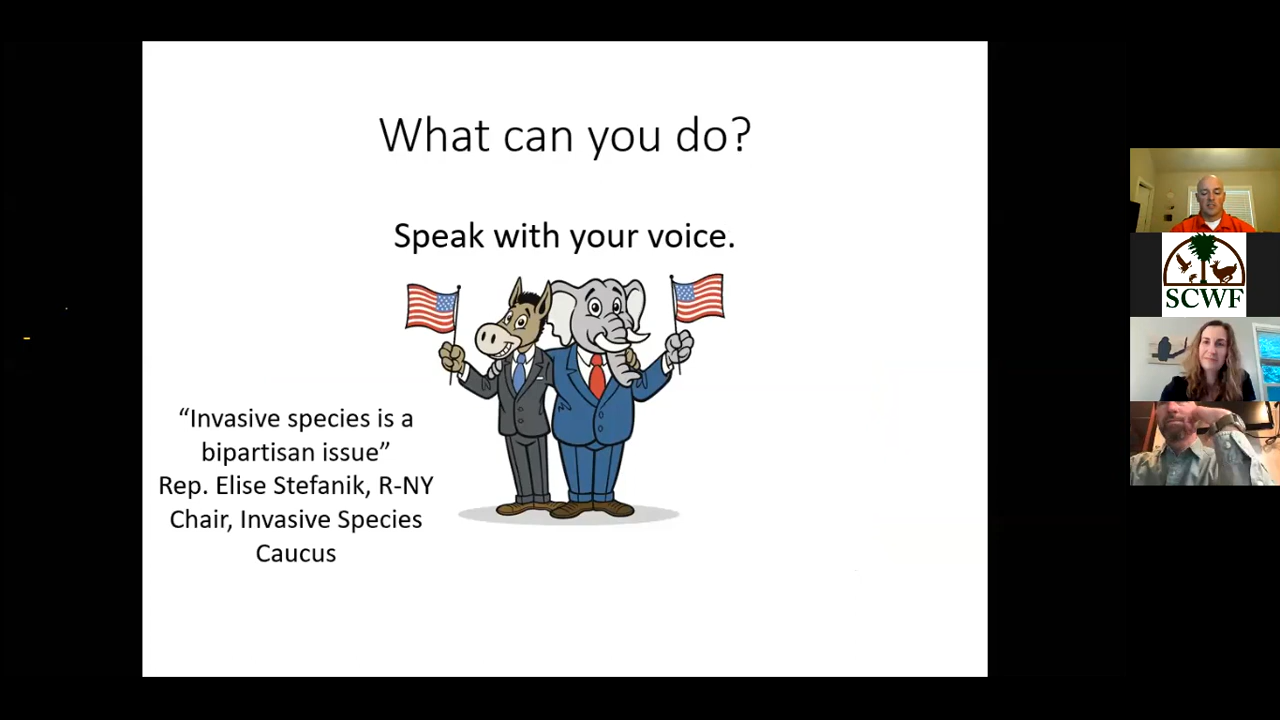 What can you do?
Speak with your voice.
“Invasive species is a
bipartisan issue”
Rep. Elise Stefanik, R-NY
Chair, Invasive Species
Caucus
SCWF